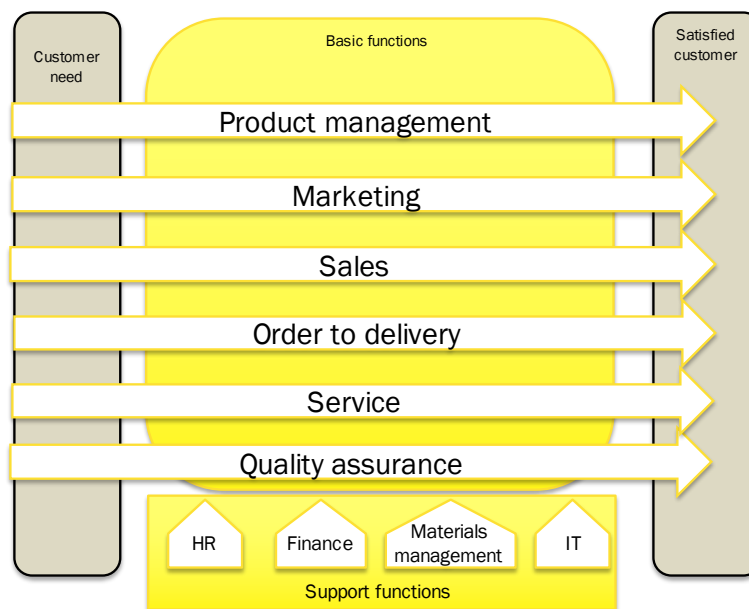 Customer
need
Basic functions
Satisfied
customer
Product management
Marketing
Sales
Order to delivery
Service
Quality assurance
HR
Finance
Materials
management
IT
Support functions